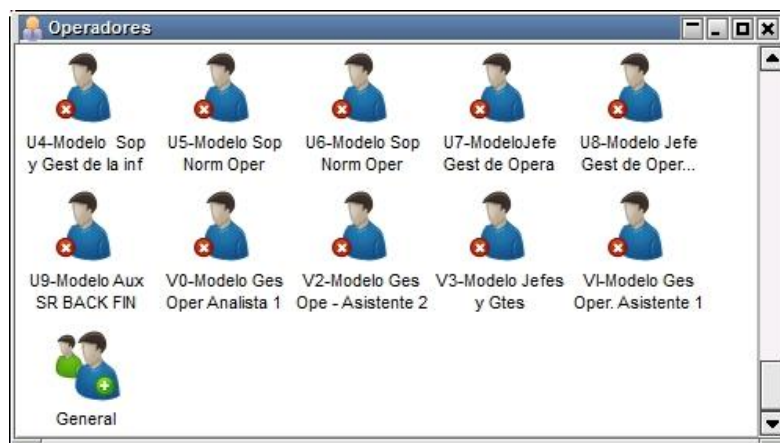 Operadores
U4-Modelo Sop
y Gest de la inf
U5-Modelo Sop
Norm Oper
U6-Modelo Sop
Norm Oper
U7-ModeloJefe
Gest de Opera
U8-Modelo Jefe
Gest de Oper...
U9-Modelo Aux
SR BACK FIN
V0-Modelo Ges
Oper Analista 1
V2-Modelo Ges
Ope - Asistente 2
V3-Modelo Jefes
y Gtes
VI-Modelo Ges
Oper. Asistente 1
General